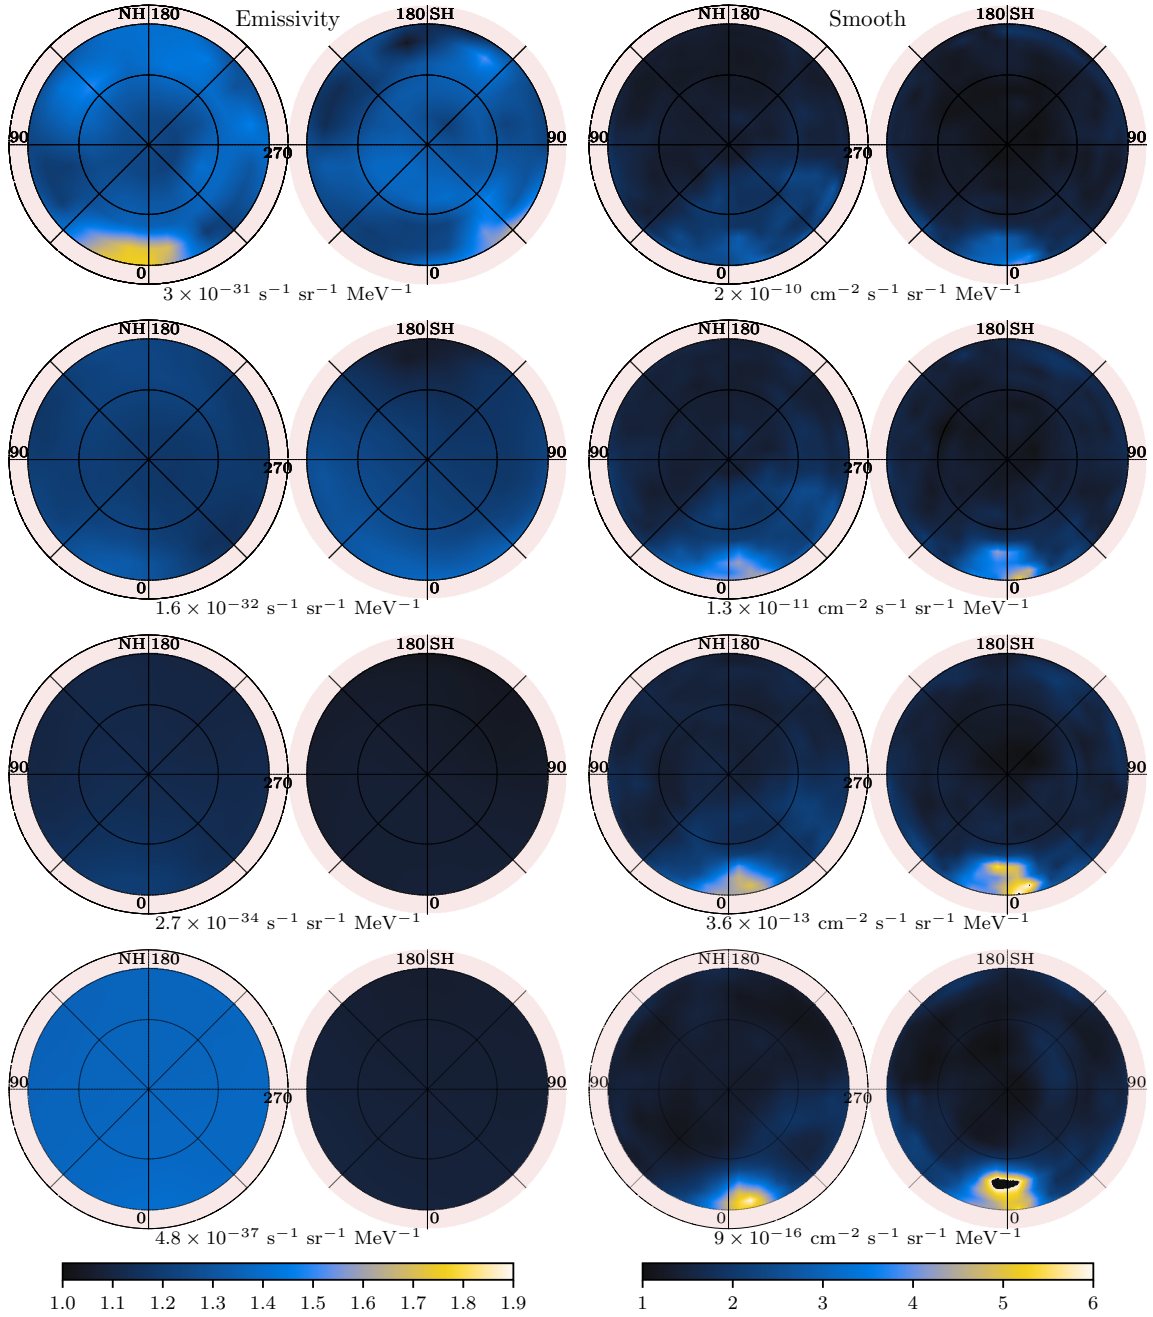 Emissivity Smooth
NH 180 180 SH NH 180 180 SH
90 270 90 90 270 90
0 0 0 0
3 × 10⁻³¹ s⁻¹ sr⁻¹ MeV⁻¹ 2 × 10⁻¹⁰ cm⁻² s⁻¹ sr⁻¹ MeV⁻¹
NH 180 180 SH NH 180 180 SH
90 270 90 90 270 90
0 0 0 0
1.6 × 10⁻³² s⁻¹ sr⁻¹ MeV⁻¹ 1.3 × 10⁻¹¹ cm⁻² s⁻¹ sr⁻¹ MeV⁻¹
NH 180 180 SH NH 180 180 SH
90 270 90 90 270 90
0 0 0 0
2.7 × 10⁻³⁴ s⁻¹ sr⁻¹ MeV⁻¹ 3.6 × 10⁻¹³ cm⁻² s⁻¹ sr⁻¹ MeV⁻¹
NH 180 180 SH NH 180 180 SH
90 270 90 90 270 90
0 0 0 0
4.8 × 10⁻³⁷ s⁻¹ sr⁻¹ MeV⁻¹ 9 × 10⁻¹⁶ cm⁻² s⁻¹ sr⁻¹ MeV⁻¹
1.0 1.1 1.2 1.3 1.4 1.5 1.6 1.7 1.8 1.9 1 2 3 4 5 6